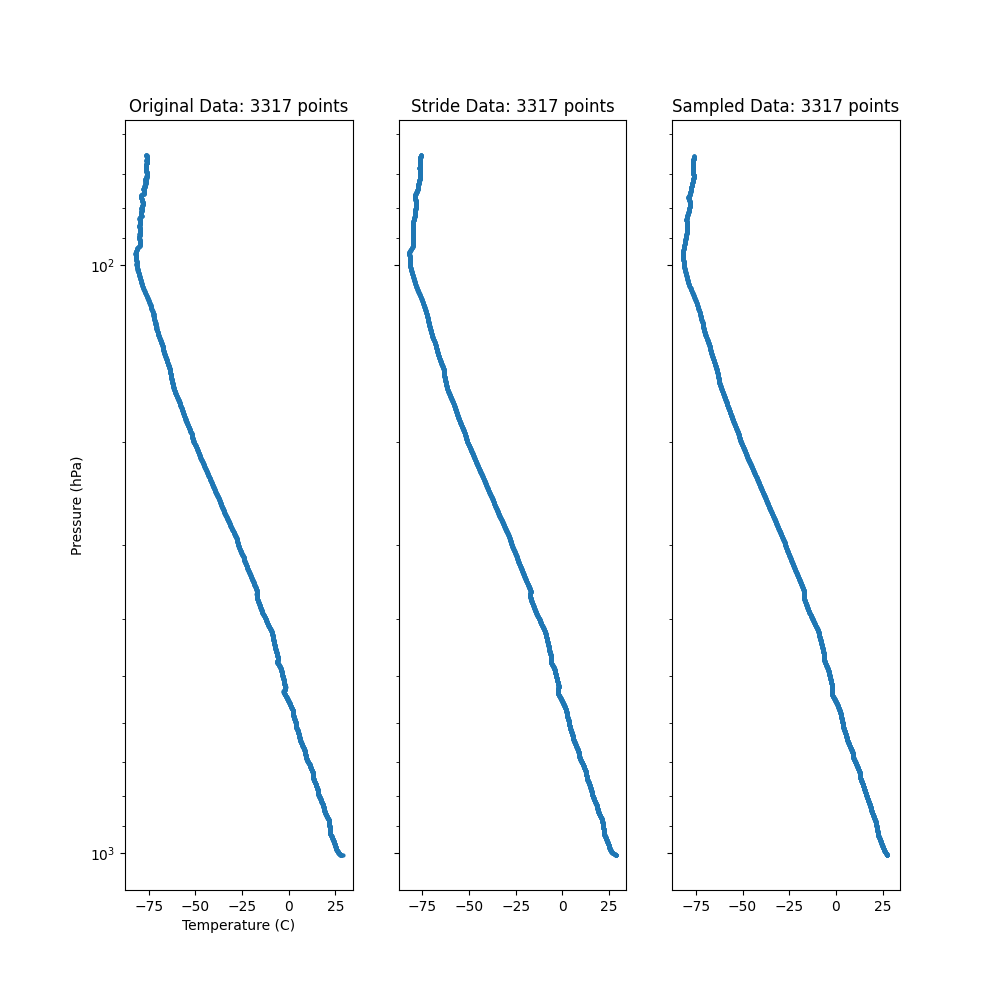 Original Data: 3317 points
Stride Data: 3317 points
Sampled Data: 3317 points
10²
10³
Pressure (hPa)
−75 −50 −25 0 25
−75 −50 −25 0 25
−75 −50 −25 0 25
Temperature (C)